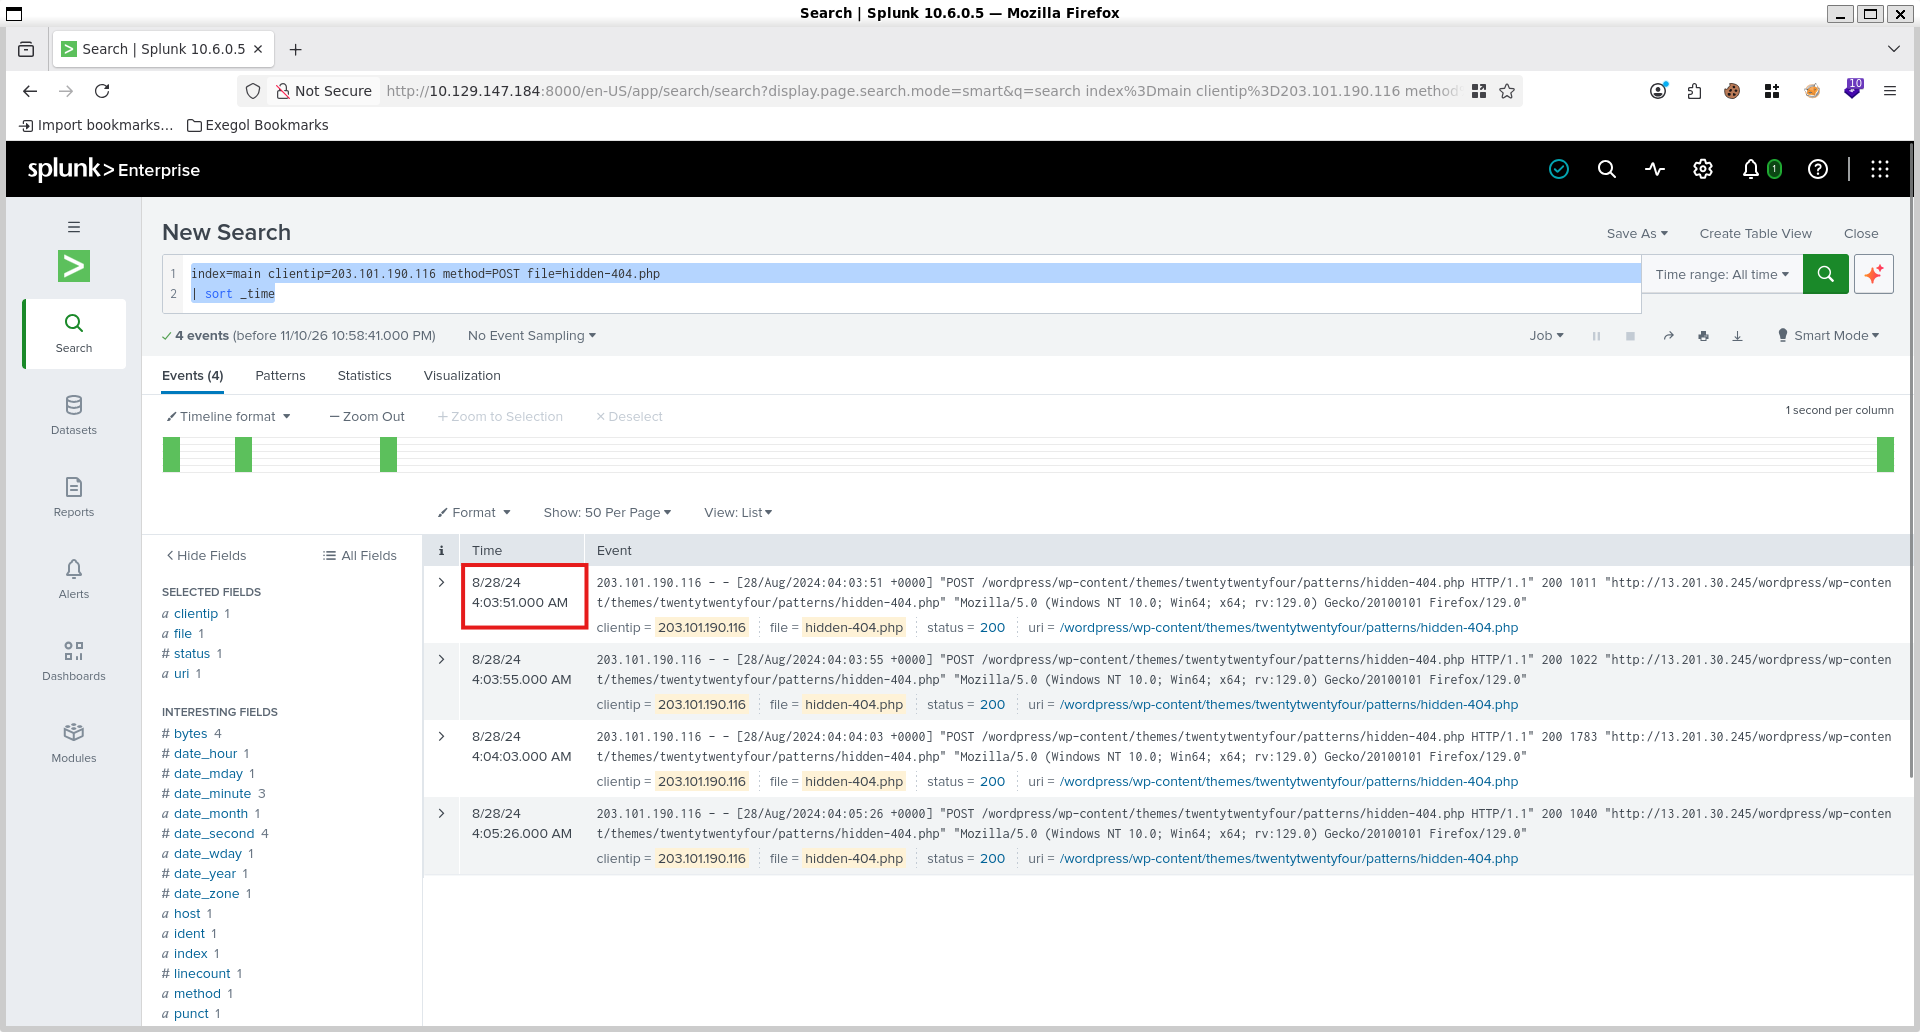 Search | Splunk 10.6.0.5 — Mozilla Firefox
Search | Splunk 10.6.0.5
Not Secure
http://10.129.147.184:8000/en-US/app/search/search?display.page.search.mode=smart&q=search index%3Dmain clientip%3D203.101.190.116 method
10
Import bookmarks...
Exegol Bookmarks
splunk> Enterprise
1
New Search
Save As
Create Table View
Close
1 index=main clientip=203.101.190.116 method=POST file=hidden-404.php
2 | sort _time
Time range: All time
✓ 4 events (before 11/10/26 10:58:41.000 PM)
No Event Sampling
Job
Smart Mode
Search
Datasets
Reports
Alerts
Dashboards
Modules
Events (4)
Patterns
Statistics
Visualization
Timeline format
— Zoom Out
+ Zoom to Selection
× Deselect
1 second per column
Format
Show: 50 Per Page
View: List
< Hide Fields
All Fields
SELECTED FIELDS
a clientip 1
a file 1
# status 1
a uri 1
INTERESTING FIELDS
# bytes 4
# date_hour 1
# date_mday 1
# date_minute 3
a date_month 1
# date_second 4
a date_wday 1
# date_year 1
# date_zone 1
a host 1
a ident 1
a index 1
# linecount 1
a method 1
a punct 1
i
Time
Event
8/28/24
4:03:51.000 AM
203.101.190.116 - - [28/Aug/2024:04:03:51 +0000] "POST /wordpress/wp-content/themes/twentytwentyfour/patterns/hidden-404.php HTTP/1.1" 200 1011 "http://13.201.30.245/wordpress/wp-conten
t/themes/twentytwentyfour/patterns/hidden-404.php" "Mozilla/5.0 (Windows NT 10.0; Win64; x64; rv:129.0) Gecko/20100101 Firefox/129.0"
clientip = 203.101.190.116 file = hidden-404.php status = 200 uri = /wordpress/wp-content/themes/twentytwentyfour/patterns/hidden-404.php
8/28/24
4:03:55.000 AM
203.101.190.116 - - [28/Aug/2024:04:03:55 +0000] "POST /wordpress/wp-content/themes/twentytwentyfour/patterns/hidden-404.php HTTP/1.1" 200 1022 "http://13.201.30.245/wordpress/wp-conten
t/themes/twentytwentyfour/patterns/hidden-404.php" "Mozilla/5.0 (Windows NT 10.0; Win64; x64; rv:129.0) Gecko/20100101 Firefox/129.0"
clientip = 203.101.190.116 file = hidden-404.php status = 200 uri = /wordpress/wp-content/themes/twentytwentyfour/patterns/hidden-404.php
8/28/24
4:04:03.000 AM
203.101.190.116 - - [28/Aug/2024:04:04:03 +0000] "POST /wordpress/wp-content/themes/twentytwentyfour/patterns/hidden-404.php HTTP/1.1" 200 1783 "http://13.201.30.245/wordpress/wp-conten
t/themes/twentytwentyfour/patterns/hidden-404.php" "Mozilla/5.0 (Windows NT 10.0; Win64; x64; rv:129.0) Gecko/20100101 Firefox/129.0"
clientip = 203.101.190.116 file = hidden-404.php status = 200 uri = /wordpress/wp-content/themes/twentytwentyfour/patterns/hidden-404.php
8/28/24
4:05:26.000 AM
203.101.190.116 - - [28/Aug/2024:04:05:26 +0000] "POST /wordpress/wp-content/themes/twentytwentyfour/patterns/hidden-404.php HTTP/1.1" 200 1040 "http://13.201.30.245/wordpress/wp-conten
t/themes/twentytwentyfour/patterns/hidden-404.php" "Mozilla/5.0 (Windows NT 10.0; Win64; x64; rv:129.0) Gecko/20100101 Firefox/129.0"
clientip = 203.101.190.116 file = hidden-404.php status = 200 uri = /wordpress/wp-content/themes/twentytwentyfour/patterns/hidden-404.php